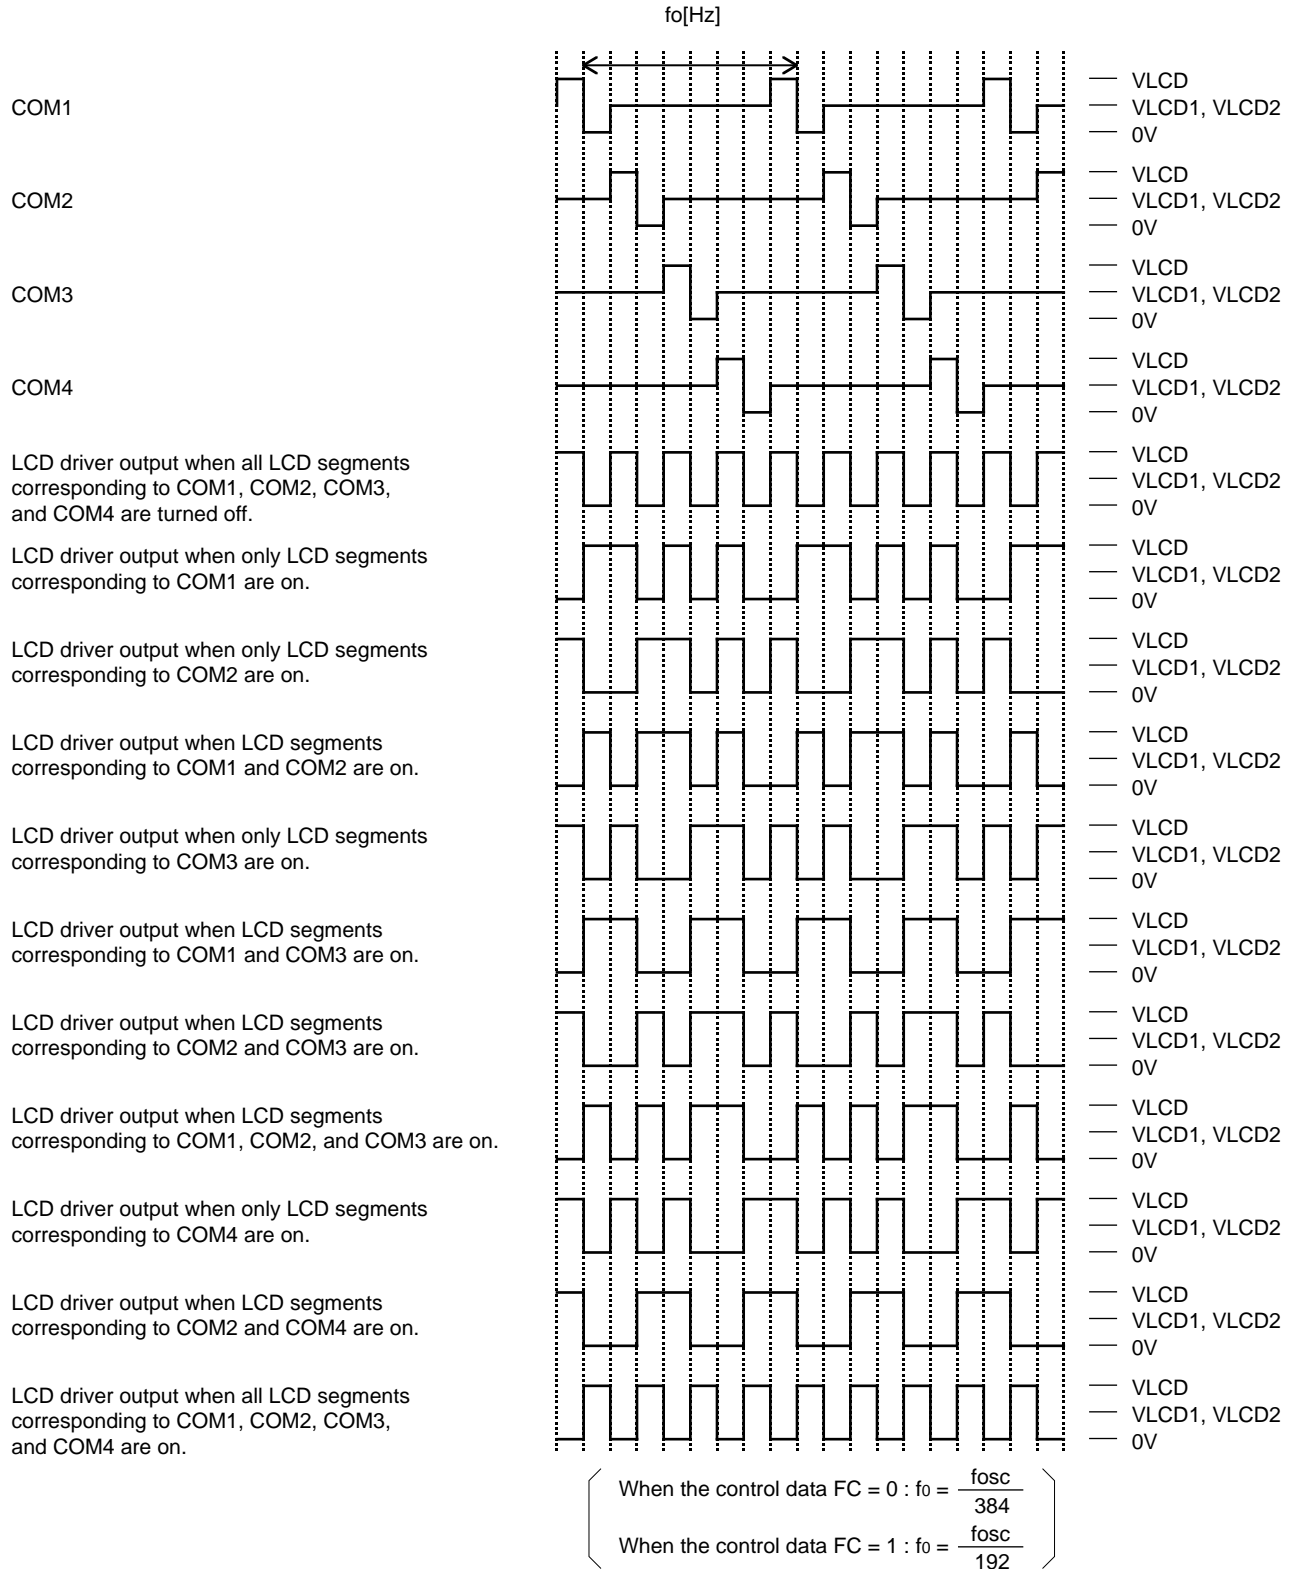 fo[Hz]
COM1
VLCD
VLCD1, VLCD2
0V
COM2
VLCD
VLCD1, VLCD2
0V
COM3
VLCD
VLCD1, VLCD2
0V
COM4
VLCD
VLCD1, VLCD2
0V
LCD driver output when all LCD segments
corresponding to COM1, COM2, COM3,
and COM4 are turned off.
VLCD
VLCD1, VLCD2
0V
LCD driver output when only LCD segments
corresponding to COM1 are on.
VLCD
VLCD1, VLCD2
0V
LCD driver output when only LCD segments
corresponding to COM2 are on.
VLCD
VLCD1, VLCD2
0V
LCD driver output when LCD segments
corresponding to COM1 and COM2 are on.
VLCD
VLCD1, VLCD2
0V
LCD driver output when only LCD segments
corresponding to COM3 are on.
VLCD
VLCD1, VLCD2
0V
LCD driver output when LCD segments
corresponding to COM1 and COM3 are on.
VLCD
VLCD1, VLCD2
0V
LCD driver output when LCD segments
corresponding to COM2 and COM3 are on.
VLCD
VLCD1, VLCD2
0V
LCD driver output when LCD segments
corresponding to COM1, COM2, and COM3 are on.
VLCD
VLCD1, VLCD2
0V
LCD driver output when only LCD segments
corresponding to COM4 are on.
VLCD
VLCD1, VLCD2
0V
LCD driver output when LCD segments
corresponding to COM2 and COM4 are on.
VLCD
VLCD1, VLCD2
0V
LCD driver output when all LCD segments
corresponding to COM1, COM2, COM3,
and COM4 are on.
VLCD
VLCD1, VLCD2
0V
When the control data FC = 0 : f0 = fosc
384
When the control data FC = 1 : f0 = fosc
192